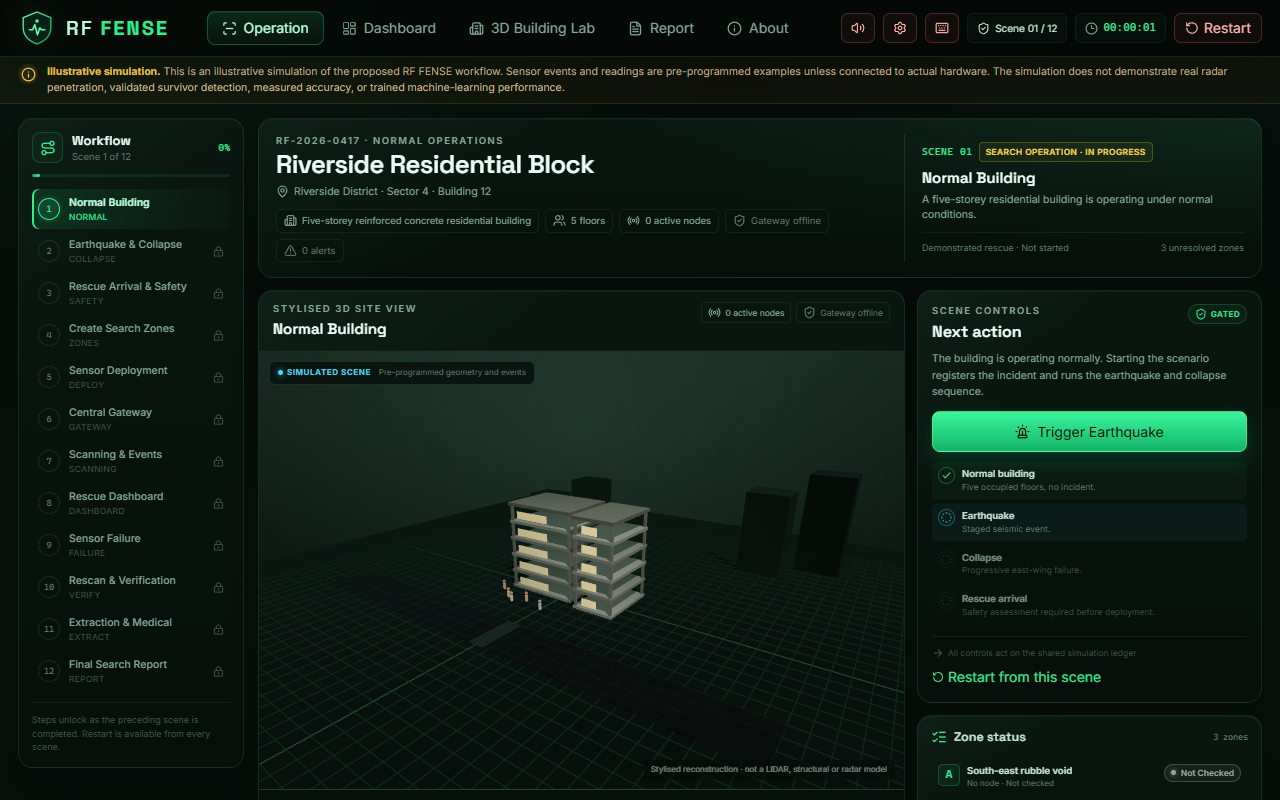 RF FENSE
Operation
Dashboard
3D Building Lab
Report
About
Scene 01 / 12
00:00:01
Restart
Illustrative simulation. This is an illustrative simulation of the proposed RF FENSE workflow. Sensor events and readings are pre-programmed examples unless connected to actual hardware. The simulation does not demonstrate real radar
penetration, validated survivor detection, measured accuracy, or trained machine-learning performance.
Workflow
Scene 1 of 12
0%
1
Normal Building
NORMAL
2
Earthquake & Collapse
COLLAPSE
3
Rescue Arrival & Safety
SAFETY
4
Create Search Zones
ZONES
5
Sensor Deployment
DEPLOY
6
Central Gateway
GATEWAY
7
Scanning & Events
SCANNING
8
Rescue Dashboard
DASHBOARD
9
Sensor Failure
FAILURE
10
Rescan & Verification
VERIFY
11
Extraction & Medical
EXTRACT
12
Final Search Report
REPORT
Steps unlock as the preceding scene is
completed. Restart is available from every
scene.
RF-2026-0417 · NORMAL OPERATIONS
Riverside Residential Block
Riverside District · Sector 4 · Building 12
Five-storey reinforced concrete residential building
5 floors
0 active nodes
Gateway offline
0 alerts
SCENE 01
SEARCH OPERATION - IN PROGRESS
Normal Building
A five-storey residential building is operating under normal
conditions.
Demonstrated rescue · Not started
3 unresolved zones
STYLISED 3D SITE VIEW
Normal Building
0 active nodes
Gateway offline
SIMULATED SCENE
Pre-programmed geometry and events
Stylised reconstruction - not a LIDAR, structural or radar model
SCENE CONTROLS
Next action
GATED
The building is operating normally. Starting the scenario
registers the incident and runs the earthquake and collapse
sequence.
Trigger Earthquake
Normal building
Five occupied floors, no incident.
Earthquake
Staged seismic event.
Collapse
Progressive east-wing failure.
Rescue arrival
Safety assessment required before deployment.
All controls act on the shared simulation ledger
Restart from this scene
Zone status
3 zones
A
South-east rubble void
No node · Not checked
Not Checked